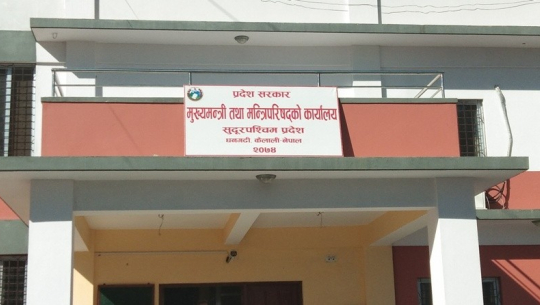 प्रदेश सरकार
मुख्यमन्त्री तथा मन्त्रिपरिषद्को कार्यालय
सुदूरपश्चिम प्रदेश
धनगढी, कैलाली नेपाल
२०७४